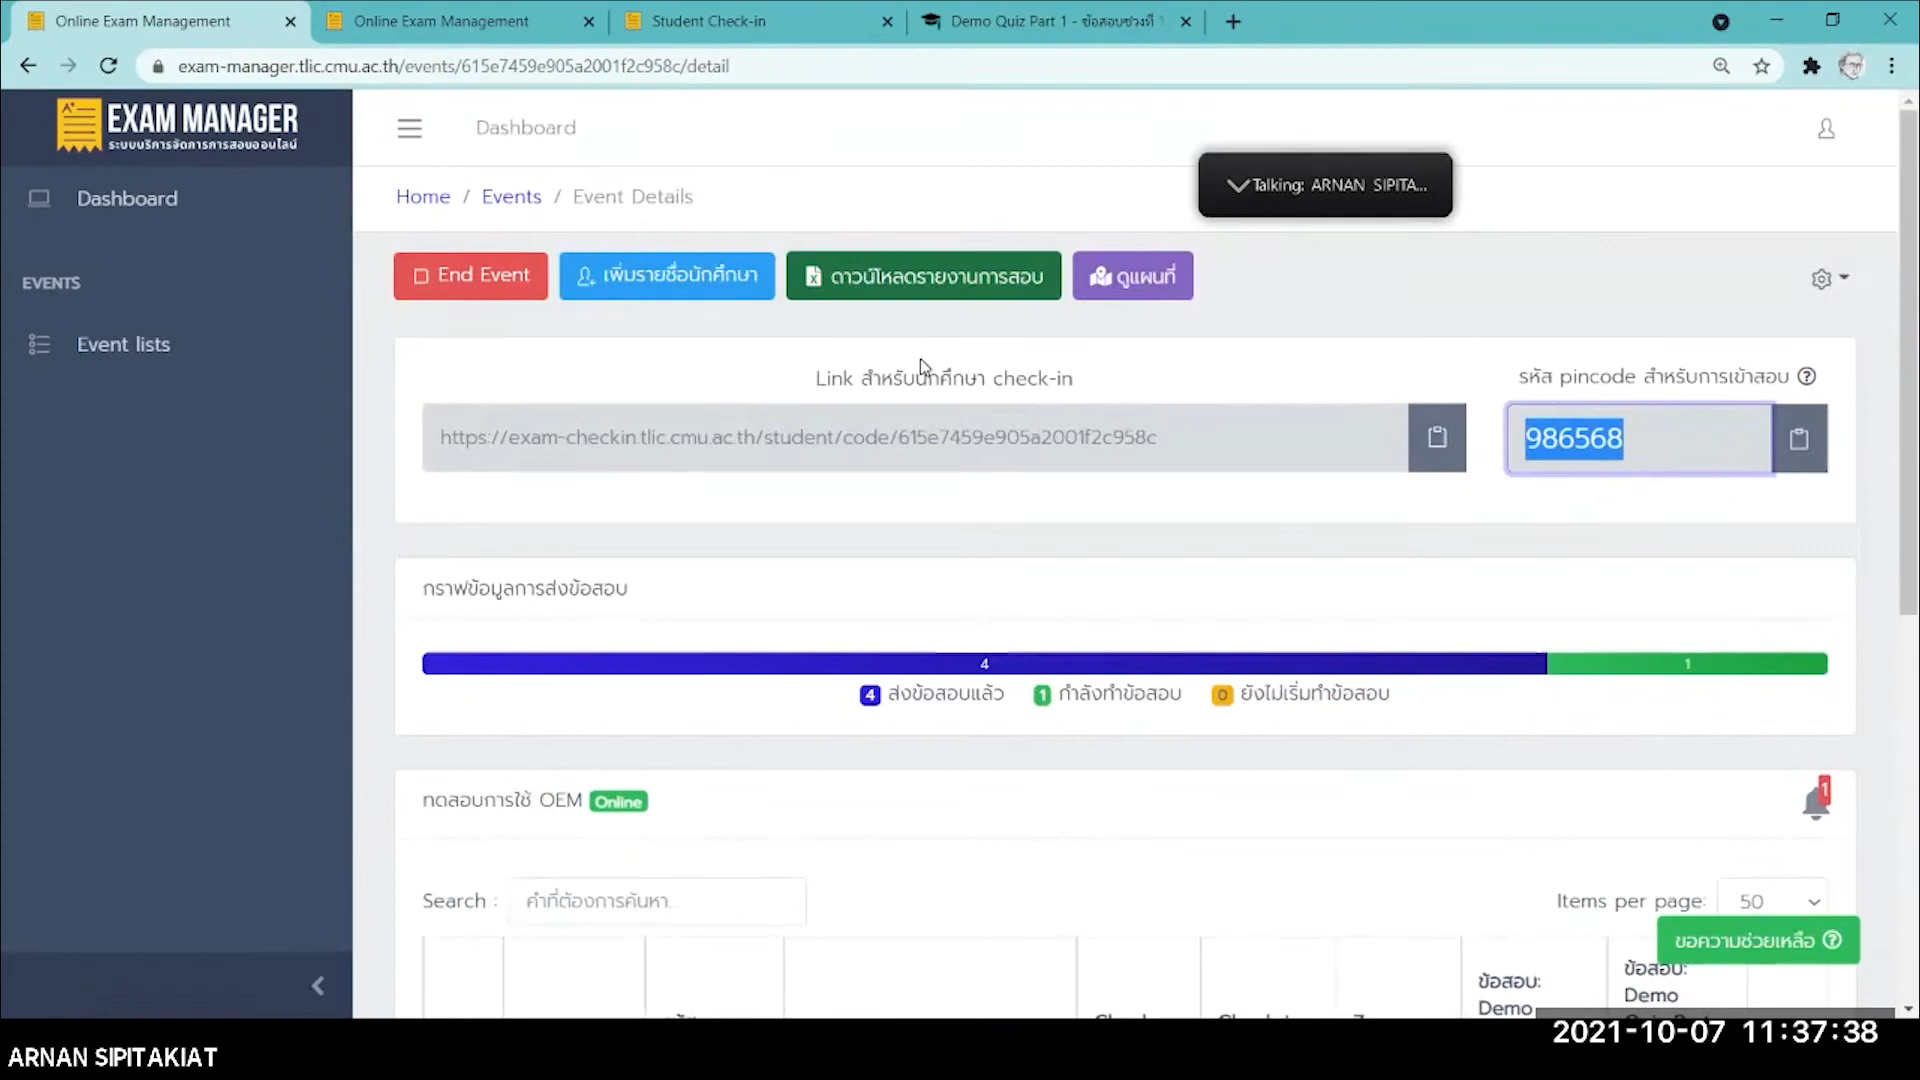 Online Exam Management
Online Exam Management
Student Check-in
Demo Quiz Part 1 - ข้อสอบช่วงที่ 1
exam-manager.tlic.cmu.ac.th/events/615e7459e905a2001f2c958c/detail
EXAM MANAGER
ระบบบริหารจัดการการสอบออนไลน์
Dashboard
Talking: ARNAN SIPITA...
Dashboard
Home / Events / Event Details
EVENTS
Event lists
End Event
เพิ่มรายชื่อนักศึกษา
ดาวน์โหลดรายงานการสอบ
ดูแผนที่
Link สำหรับนักศึกษา check-in
รหัส pincode สำหรับการเข้าสอบ
https://exam-checkin.tlic.cmu.ac.th/student/code/615e7459e905a2001f2c958c
986568
กราฟข้อมูลการส่งข้อสอบ
4
1
4 ส่งข้อสอบแล้ว
1 กำลังทำข้อสอบ
0 ยังไม่เริ่มทำข้อสอบ
ทดสอบการใช้ OEM Online
1
Search :
คำที่ต้องการค้นหา...
Items per page:
50
ขอความช่วยเหลือ
ข้อสอบ:
Demo
ข้อสอบ:
Demo
2021-10-07 11:37:38
ARNAN SIPITAKIAT